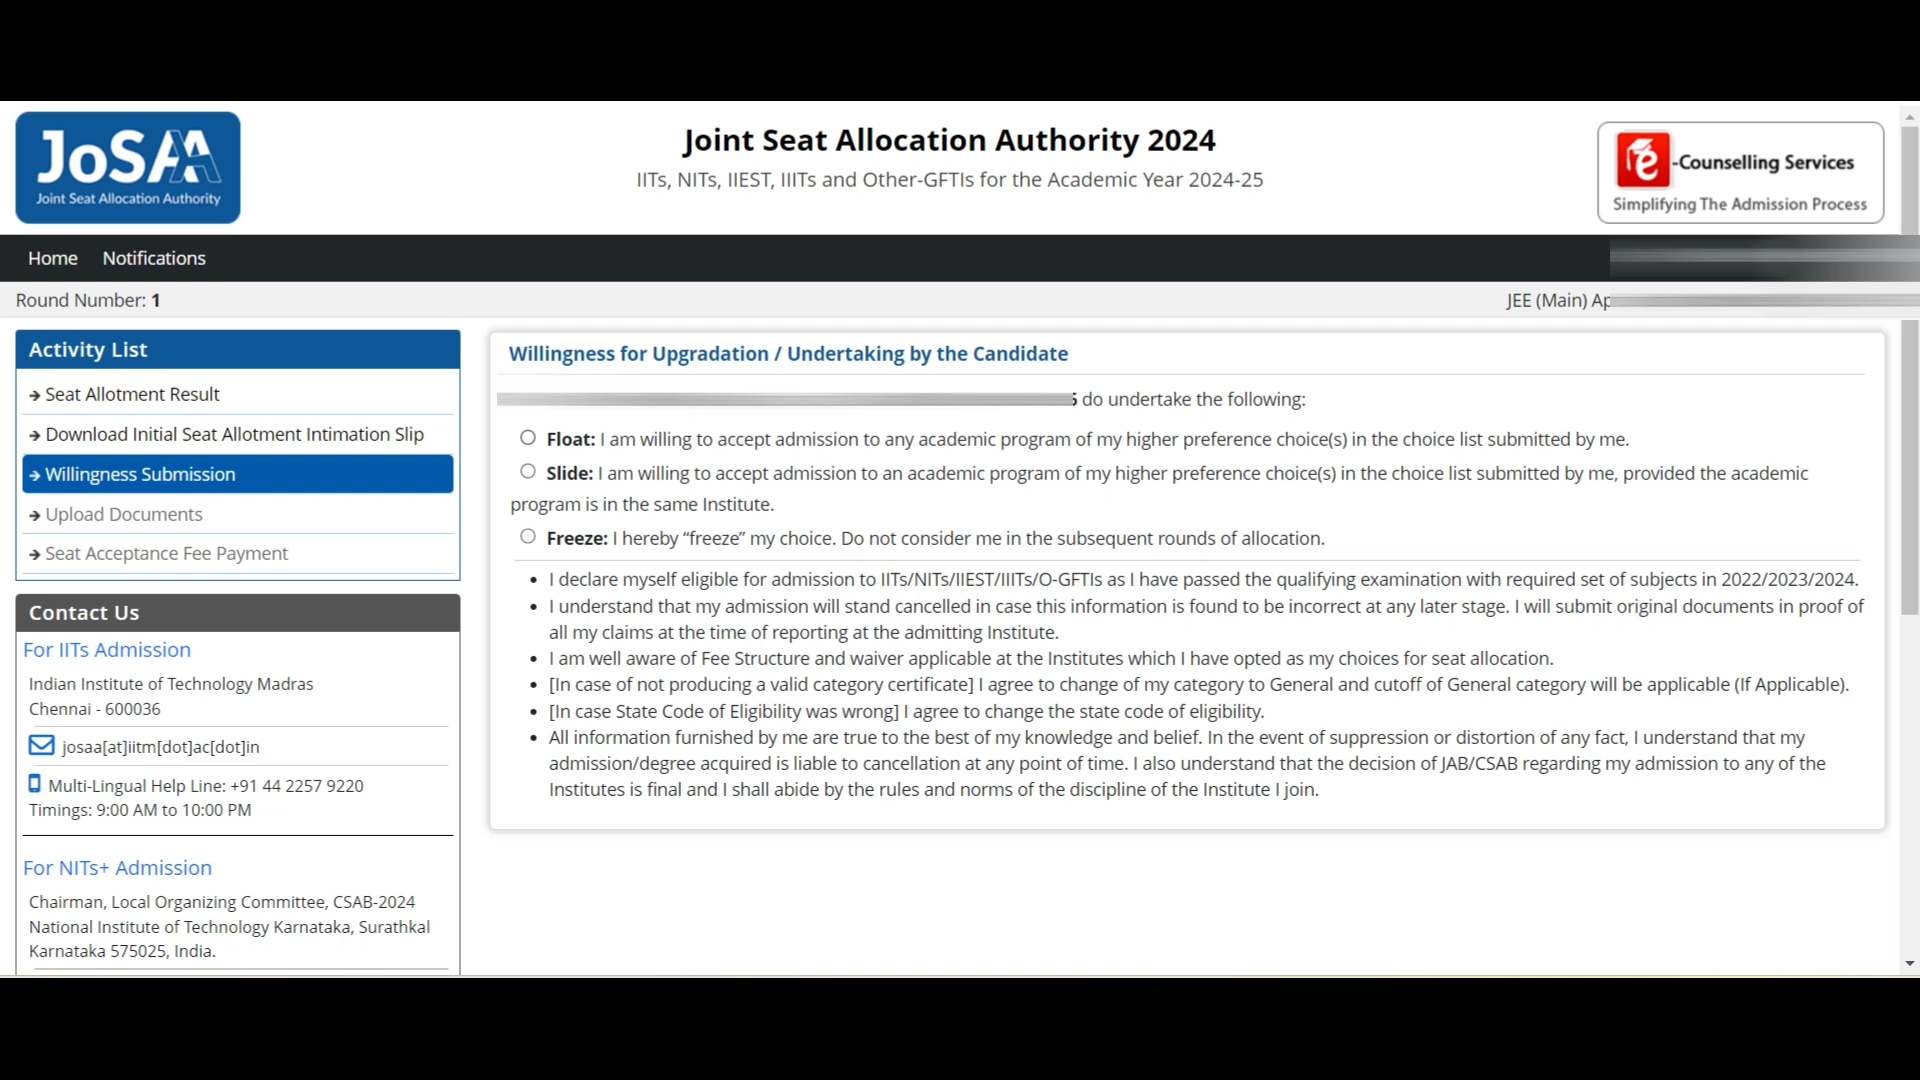 JoSAA
Joint Seat Allocation Authority
Joint Seat Allocation Authority 2024
IITs, NITs, IIEST, IIITs and Other-GFTIs for the Academic Year 2024-25
e-Counselling Services
Simplifying The Admission Process
Home Notifications
Round Number: 1
JEE (Main) Ap
Activity List
Seat Allotment Result
Download Initial Seat Allotment Intimation Slip
Willingness Submission
Upload Documents
Seat Acceptance Fee Payment
Contact Us
For IITs Admission
Indian Institute of Technology Madras
Chennai - 600036
josaa[at]iitm[dot]ac[dot]in
Multi-Lingual Help Line: +91 44 2257 9220
Timings: 9:00 AM to 10:00 PM
For NITs+ Admission
Chairman, Local Organizing Committee, CSAB-2024
National Institute of Technology Karnataka, Surathkal
Karnataka 575025, India.
Willingness for Upgradation / Undertaking by the Candidate
do undertake the following:
Float: I am willing to accept admission to any academic program of my higher preference choice(s) in the choice list submitted by me.
Slide: I am willing to accept admission to an academic program of my higher preference choice(s) in the choice list submitted by me, provided the academic
program is in the same Institute.
Freeze: I hereby “freeze” my choice. Do not consider me in the subsequent rounds of allocation.
• I declare myself eligible for admission to IITs/NITs/IIEST/IIITs/O-GFTIs as I have passed the qualifying examination with required set of subjects in 2022/2023/2024.
• I understand that my admission will stand cancelled in case this information is found to be incorrect at any later stage. I will submit original documents in proof of
all my claims at the time of reporting at the admitting Institute.
• I am well aware of Fee Structure and waiver applicable at the Institutes which I have opted as my choices for seat allocation.
• [In case of not producing a valid category certificate] I agree to change of my category to General and cutoff of General category will be applicable (If Applicable).
• [In case State Code of Eligibility was wrong] I agree to change the state code of eligibility.
• All information furnished by me are true to the best of my knowledge and belief. In the event of suppression or distortion of any fact, I understand that my
admission/degree acquired is liable to cancellation at any point of time. I also understand that the decision of JAB/CSAB regarding my admission to any of the
Institutes is final and I shall abide by the rules and norms of the discipline of the Institute I join.